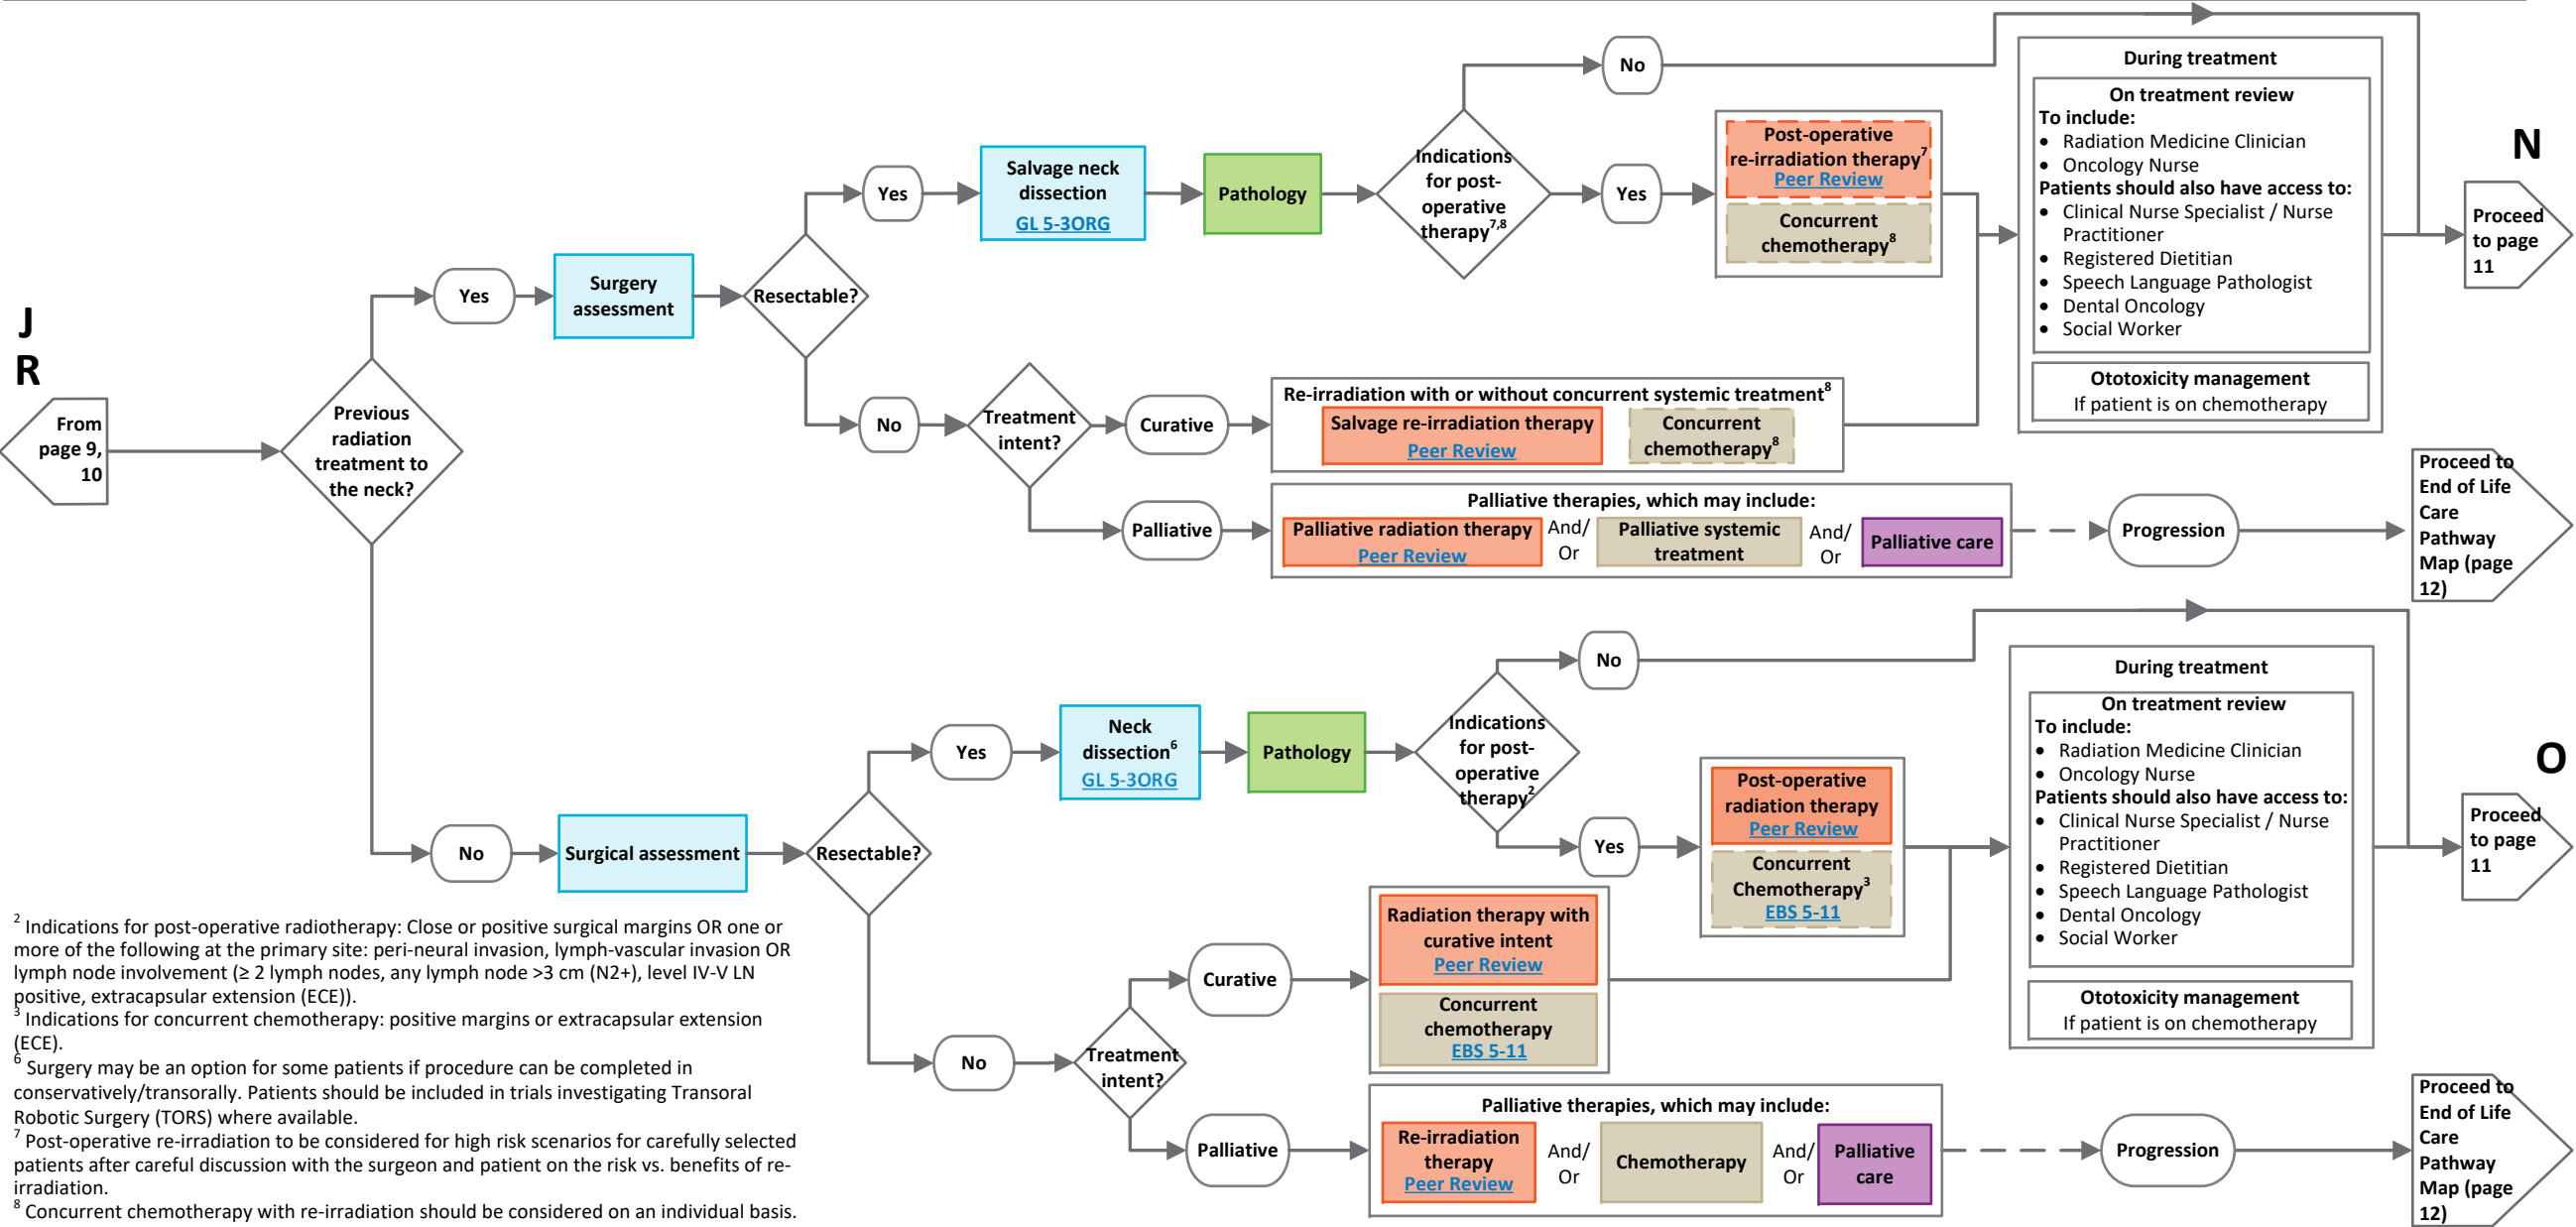 J
R
From
page 9,
10
Previous
radiation
treatment to
the neck?
Yes
Surgery
assessment
Resectable?
Yes
Salvage neck
dissection
GL 5-3ORG
Pathology
Indications
for post-
operative
therapy7,8
No
Yes
Post-operative
re-irradiation therapy7
Peer Review
Concurrent
chemotherapy8
During treatment
On treatment review
To include:
• Radiation Medicine Clinician
• Oncology Nurse
Patients should also have access to:
• Clinical Nurse Specialist / Nurse
Practitioner
• Registered Dietitian
• Speech Language Pathologist
• Dental Oncology
• Social Worker
Ototoxicity management
If patient is on chemotherapy
N
Proceed
to page
11
No
Treatment
intent?
Curative
Re-irradiation with or without concurrent systemic treatment8
Salvage re-irradiation therapy
Peer Review
Concurrent
chemotherapy8
Palliative
Palliative therapies, which may include:
Palliative radiation therapy
Peer Review
And/
Or
Palliative systemic
treatment
And/
Or
Palliative care
Progression
Proceed to
End of Life
Care
Pathway
Map (page
12)
No
Surgical assessment
Resectable?
Yes
Neck
dissection6
GL 5-3ORG
Pathology
Indications
for post-
operative
therapy2
No
Yes
Post-operative
radiation therapy
Peer Review
Concurrent
Chemotherapy3
EBS 5-11
During treatment
On treatment review
To include:
• Radiation Medicine Clinician
• Oncology Nurse
Patients should also have access to:
• Clinical Nurse Specialist / Nurse
Practitioner
• Registered Dietitian
• Speech Language Pathologist
• Dental Oncology
• Social Worker
Ototoxicity management
If patient is on chemotherapy
O
Proceed
to page
11
No
Treatment
intent?
Curative
Radiation therapy with
curative intent
Peer Review
Concurrent
chemotherapy
EBS 5-11
Palliative
Palliative therapies, which may include:
Re-irradiation
therapy
Peer Review
And/
Or
Chemotherapy
And/
Or
Palliative
care
Progression
Proceed to
End of Life
Care
Pathway
Map (page
12)
2 Indications for post-operative radiotherapy: Close or positive surgical margins OR one or
more of the following at the primary site: peri-neural invasion, lymph-vascular invasion OR
lymph node involvement (≥ 2 lymph nodes, any lymph node >3 cm (N2+), level IV-V LN
positive, extracapsular extension (ECE)).
3 Indications for concurrent chemotherapy: positive margins or extracapsular extension
(ECE).
6 Surgery may be an option for some patients if procedure can be completed in
conservatively/transorally. Patients should be included in trials investigating Transoral
Robotic Surgery (TORS) where available.
7 Post-operative re-irradiation to be considered for high risk scenarios for carefully selected
patients after careful discussion with the surgeon and patient on the risk vs. benefits of re-
irradiation.
8 Concurrent chemotherapy with re-irradiation should be considered on an individual basis.